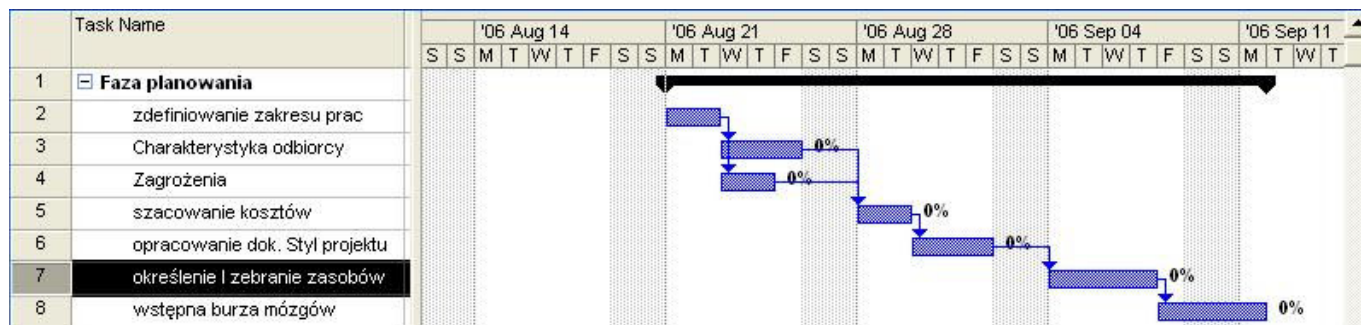 Task Name
'06 Aug 14 '06 Aug 21 '06 Aug 28 '06 Sep 04 '06 Sep 11
S S M T W T F S S M T W T F S S M T W T F S S M T W T F S S M T W T
1 Faza planowania
2 zdefiniowanie zakresu prac
3 Charakterystyka odbiorcy 0%
4 Zagrożenia 0%
5 szacowanie kosztów 0%
6 opracowanie dok. Styl projektu 0%
7 określenie I zebranie zasobów 0%
8 wstępna burza mózgów 0%